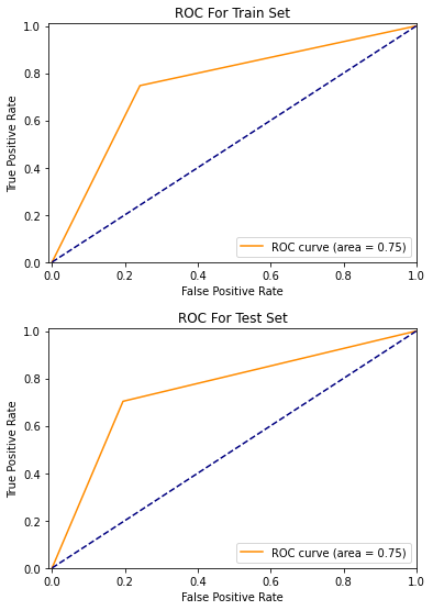 ROC For Train Set
1.0
0.8
0.6
0.4
0.2
0.0
True Positive Rate
ROC curve (area = 0.75)
0.0 0.2 0.4 0.6 0.8 1.0
False Positive Rate
ROC For Test Set
1.0
0.8
0.6
0.4
0.2
0.0
True Positive Rate
ROC curve (area = 0.75)
0.0 0.2 0.4 0.6 0.8 1.0
False Positive Rate